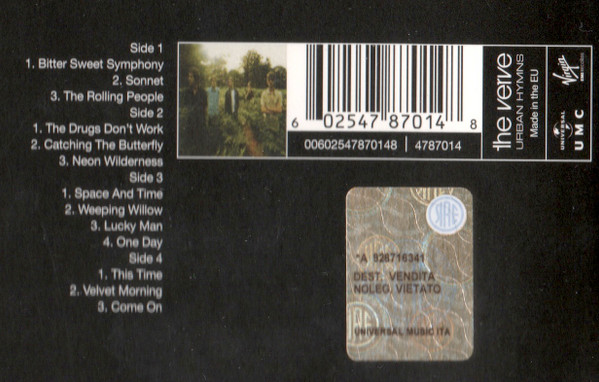 Side 1
1. Bitter Sweet Symphony
2. Sonnet
3. The Rolling People
Side 2
1. The Drugs Don't Work
2. Catching The Butterfly
3. Neon Wilderness
Side 3
1. Space And Time
2. Weeping Willow
3. Lucky Man
4. One Day
Side 4
1. This Time
2. Velvet Morning
3. Come On
6 02547 87014 8
00602547870148 | 4787014
the verve
URBAN HYMNS
Made in the EU
Virgin
UNIVERSAL
UMC
SIAE
*A 926716341
DEST: VENDITA
NOLEG. VIETATO
UNIVERSAL MUSIC ITA